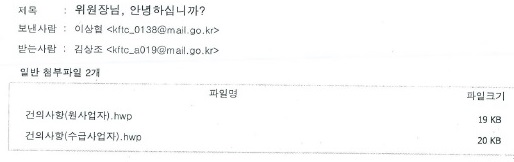 제목 : 위원장님, 안녕하십니까?
보낸사람 : 이상협 <kftc_0138@mail.go.kr>
받는사람 : 김상조 <kftc_a019@mail.go.kr>
일반 첨부파일 2개
파일명 파일크기
건의사항(원사업자).hwp 19 KB
건의사항(수급사업자).hwp 20 KB